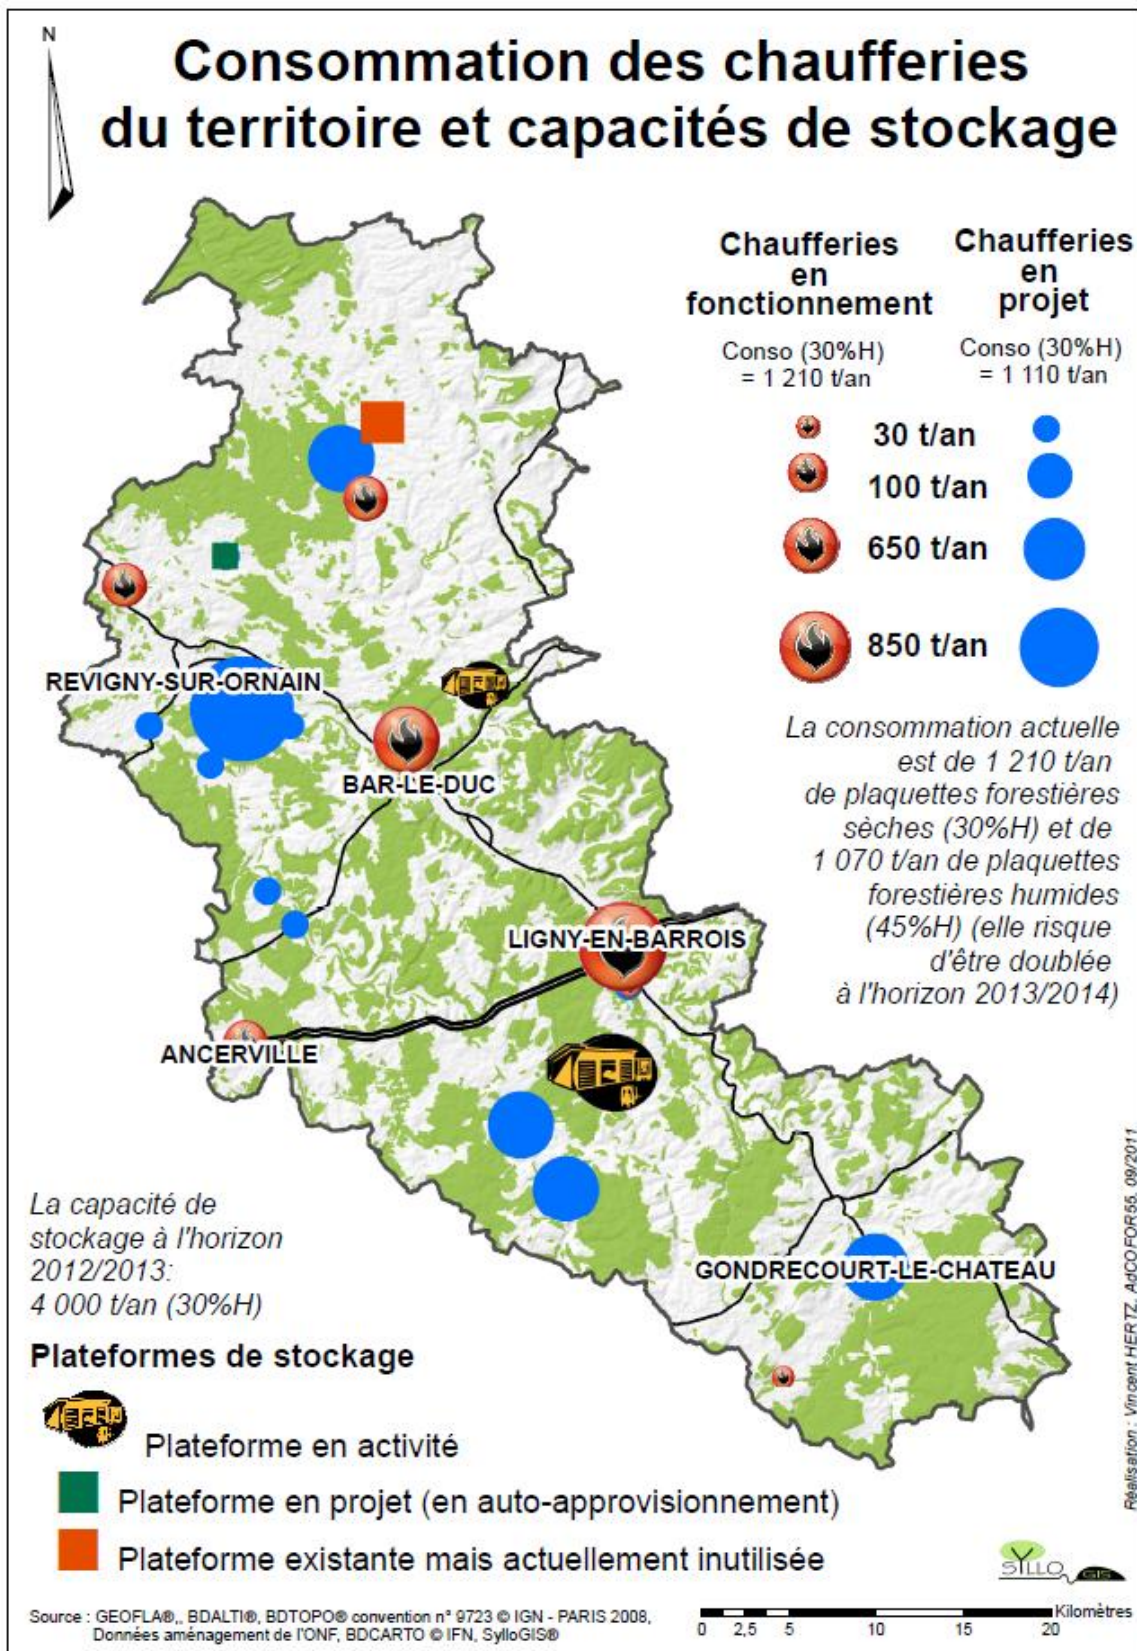 N
Consommation des chaufferies
du territoire et capacités de stockage
Chaufferies
en
fonctionnement
Conso (30%H)
= 1 210 t/an
Chaufferies
en
projet
Conso (30%H)
= 1 110 t/an
30 t/an
100 t/an
650 t/an
850 t/an
REVIGNY-SUR-ORNAIN
BAR-LE-DUC
LIGNY-EN-BARROIS
ANCERVILLE
GONDRECOURT-LE-CHATEAU
La consommation actuelle
est de 1 210 t/an
de plaquettes forestières
sèches (30%H) et de
1 070 t/an de plaquettes
forestières humides
(45%H) (elle risque
d'être doublée
à l'horizon 2013/2014)
La capacité de
stockage à l'horizon
2012/2013:
4 000 t/an (30%H)
Plateformes de stockage
Plateforme en activité
Plateforme en projet (en auto-approvisionnement)
Plateforme existante mais actuellement inutilisée
Réalisation : Vincent HERTZ, AdCOFOR55, 09/2011
SYLLO GIS
Source : GEOFLA®,, BDALTI®, BDTOPO® convention n° 9723 © IGN - PARIS 2008,
Données aménagement de l'ONF, BDCARTO © IFN, SylloGIS®
Kilomètres
0 2,5 5 10 15 20